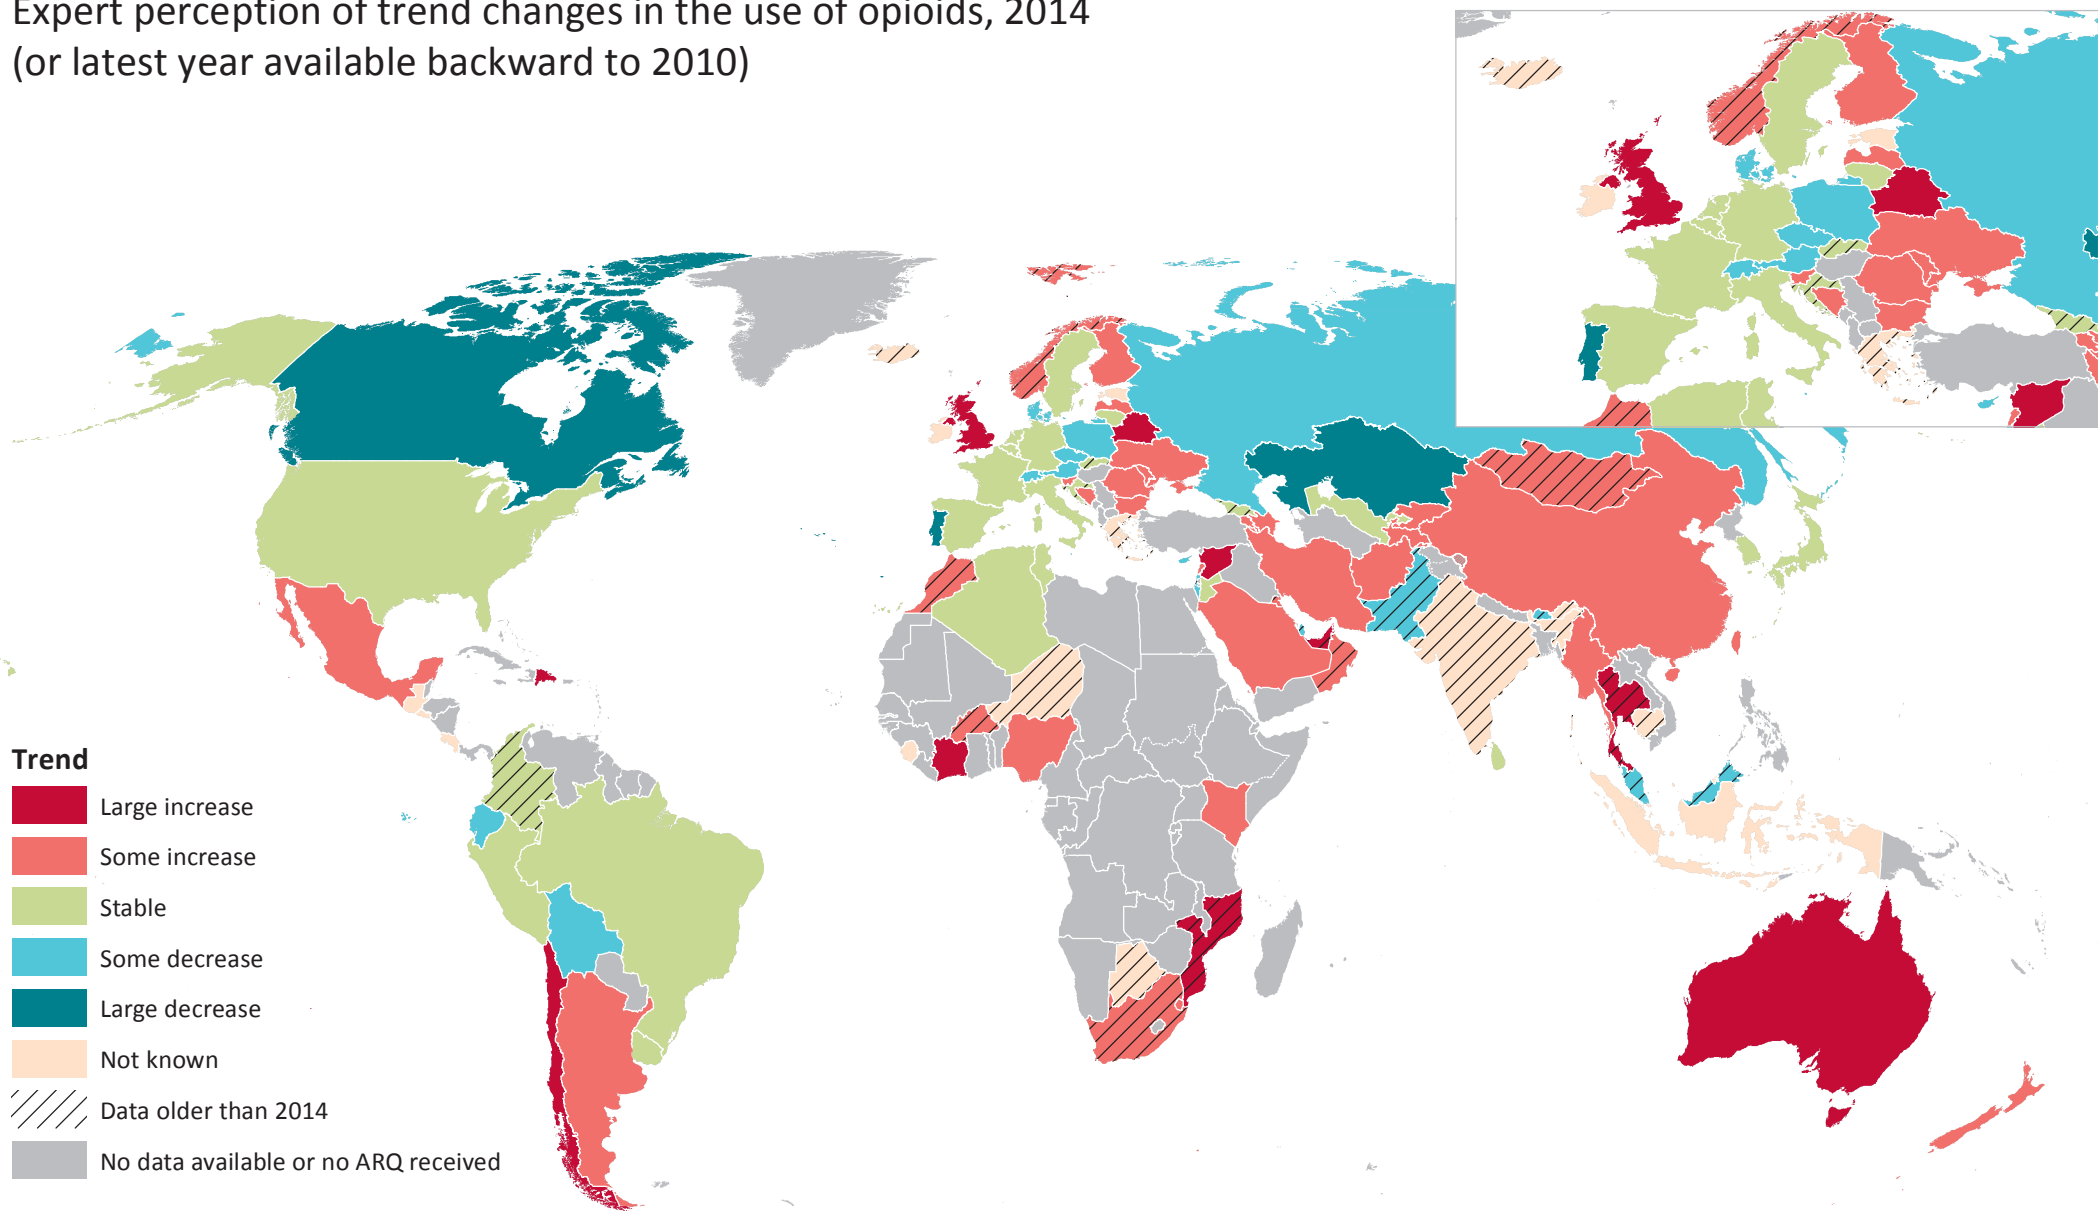 Expert perception of trend changes in the use of opioids, 2014
(or latest year available backward to 2010)
Trend
Large increase
Some increase
Stable
Some decrease
Large decrease
Not known
Data older than 2014
No data available or no ARQ received